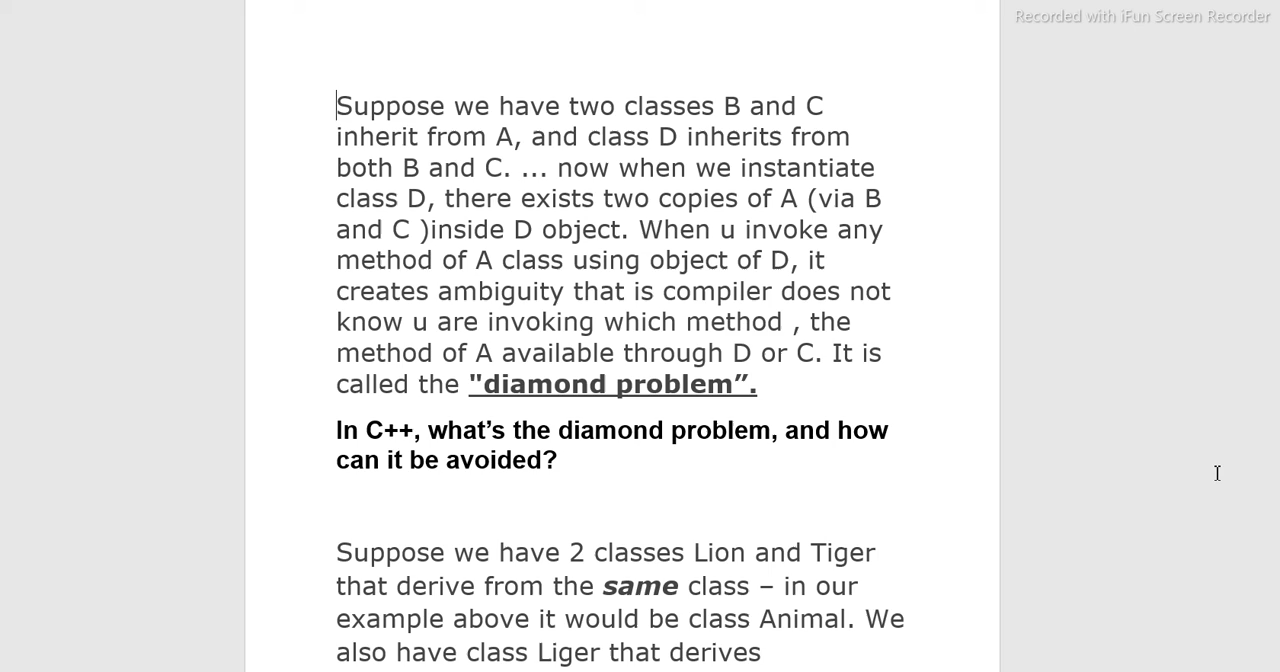 Recorded with iFun Screen Recorder
Suppose we have two classes B and C
inherit from A, and class D inherits from
both B and C. ... now when we instantiate
class D, there exists two copies of A (via B
and C )inside D object. When u invoke any
method of A class using object of D, it
creates ambiguity that is compiler does not
know u are invoking which method , the
method of A available through D or C. It is
called the "diamond problem”.
In C++, what’s the diamond problem, and how
can it be avoided?
Suppose we have 2 classes Lion and Tiger
that derive from the same class – in our
example above it would be class Animal. We
also have class Liger that derives